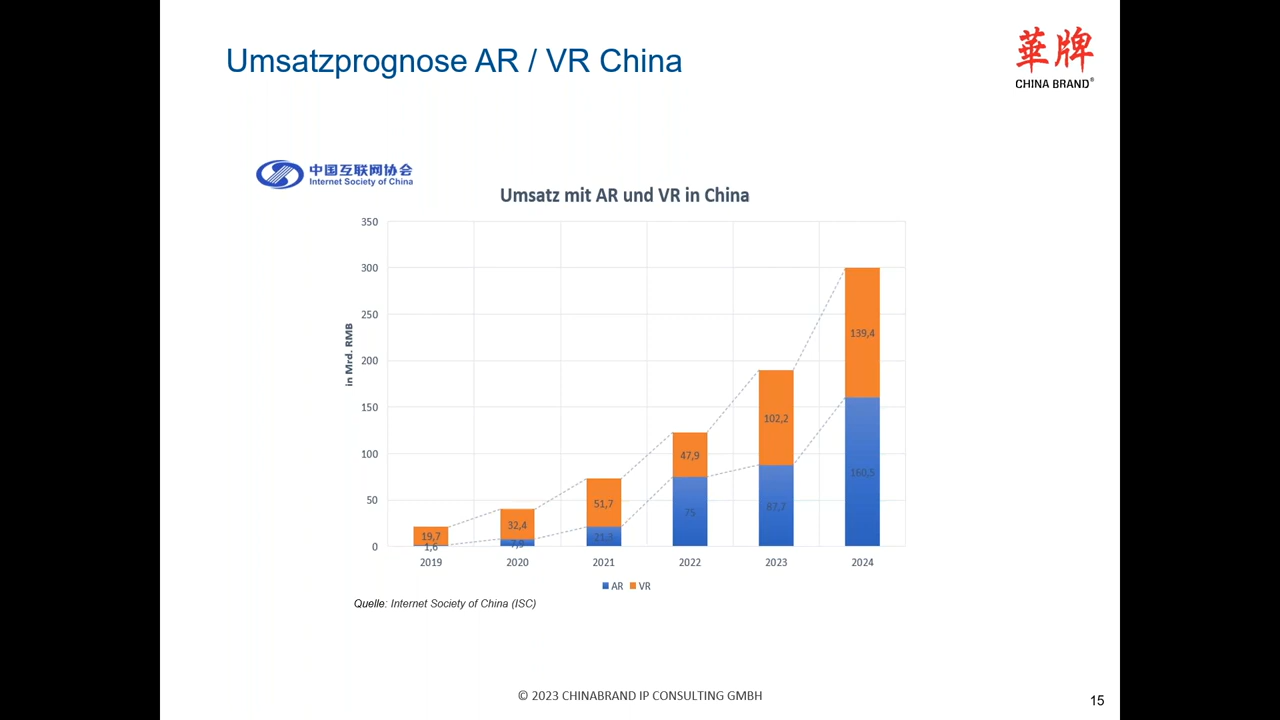 Umsatzprognose AR / VR China
華牌
CHINA BRAND®
中国互联网协会
Internet Society of China
Umsatz mit AR und VR in China
in Mrd. RMB
350
300
250
200
150
100
50
0
19,7
1,6
32,4
7,9
51,7
21,3
47,9
75
102,2
87,7
139,4
160,5
2019
2020
2021
2022
2023
2024
AR
VR
Quelle: Internet Society of China (ISC)
© 2023 CHINABRAND IP CONSULTING GMBH
15